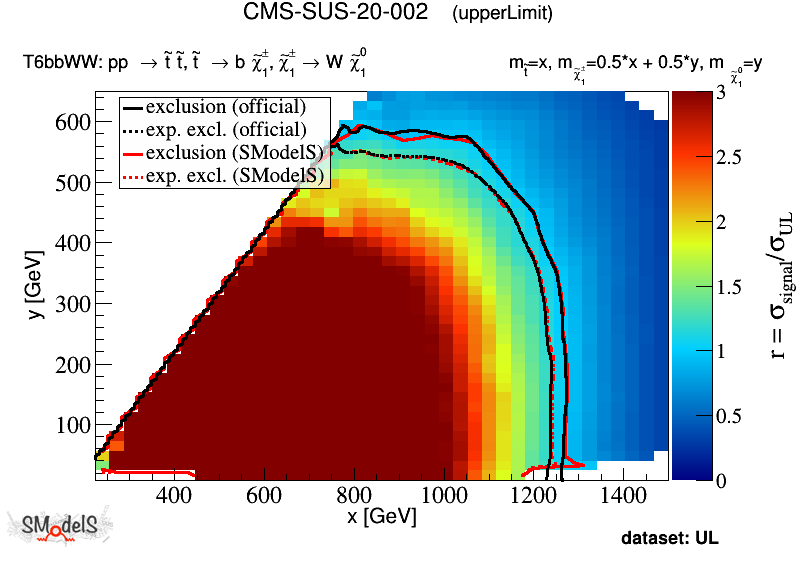 CMS-SUS-20-002 (upperLimit)
T6bbWW: pp → t̃ t̃, t̃ → b χ̃₁±, χ̃₁± → W χ̃₁⁰
m_t̃=x, m_χ̃₁±=0.5*x + 0.5*y, m_χ̃₁⁰=y
exclusion (official)
exp. excl. (official)
exclusion (SModelS)
exp. excl. (SModelS)
600
500
400
300
200
100
y [GeV]
400 600 800 1000 1200 1400
x [GeV]
3
2.5
2
1.5
1
0.5
0
r = σ_signal/σ_UL
SModelS
dataset: UL